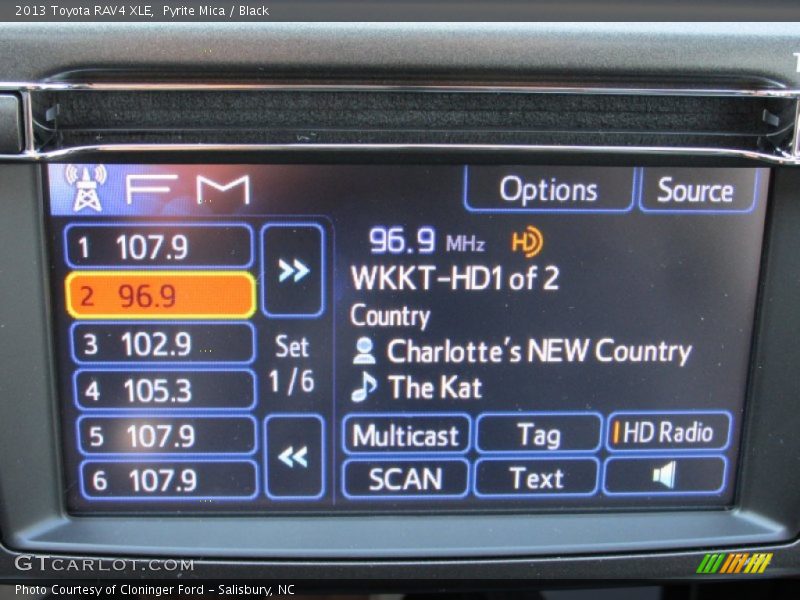 2013 Toyota RAV4 XLE, Pyrite Mica / Black
FM
Options
Source
1 107.9
2 96.9
3 102.9
4 105.3
5 107.9
6 107.9
>>
Set
1/6
<<
96.9 MHz HD
WKKT-HD1 of 2
Country
Charlotte's NEW Country
The Kat
Multicast
Tag
HD Radio
SCAN
Text
GTCARLOT.COM
Photo Courtesy of Cloninger Ford - Salisbury, NC